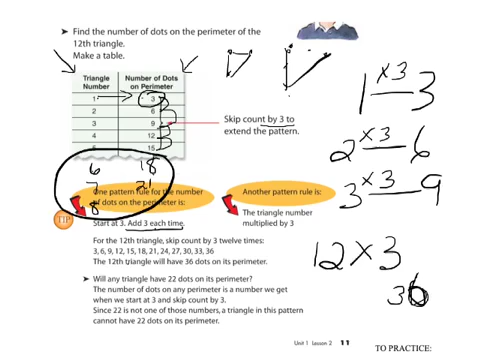 ➤ Find the number of dots on the perimeter of the
12th triangle.
Make a table.
Triangle Number | Number of Dots on Perimeter
1 | 3
2 | 6
3 | 9
4 | 12
5 | 15
6 18
7 21
8
Skip count by 3 to
extend the pattern.
One pattern rule for the number
of dots on the perimeter is:
Another pattern rule is:
TIP
Start at 3. Add 3 each time.
The triangle number
multiplied by 3
For the 12th triangle, skip count by 3 twelve times:
3, 6, 9, 12, 15, 18, 21, 24, 27, 30, 33, 36
The 12th triangle will have 36 dots on its perimeter.
➤ Will any triangle have 22 dots on its perimeter?
The number of dots on any perimeter is a number we get
when we start at 3 and skip count by 3.
Since 22 is not one of those numbers, a triangle in this pattern
cannot have 22 dots on its perimeter.
1 x3 3
2 x3 6
3 x3 9
12 x 3
36
Unit 1 Lesson 2 11
TO PRACTICE: